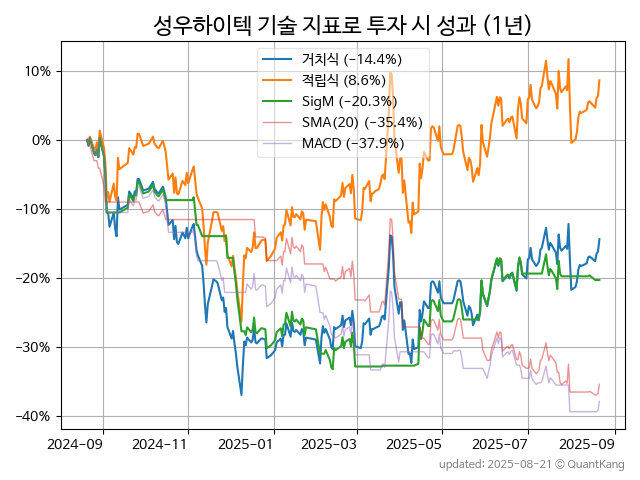 성우하이텍 기술 지표로 투자 시 성과 (1년)
거치식 (−14.4%)
적립식 (8.6%)
SigM (−20.3%)
SMA(20) (−35.4%)
MACD (−37.9%)
10%
0%
−10%
−20%
−30%
−40%
2024-09 2024-11 2025-01 2025-03 2025-05 2025-07 2025-09
updated: 2025-08-21 © QuantKang